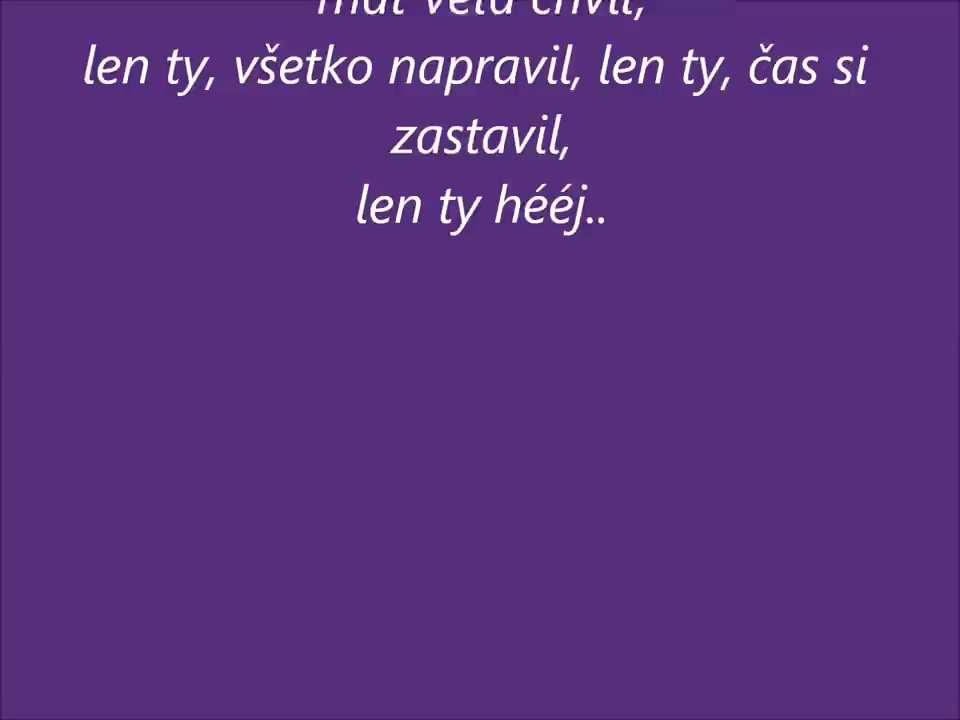 len ty, všetko napravil, len ty, čas si
zastavil,
len ty hééj..